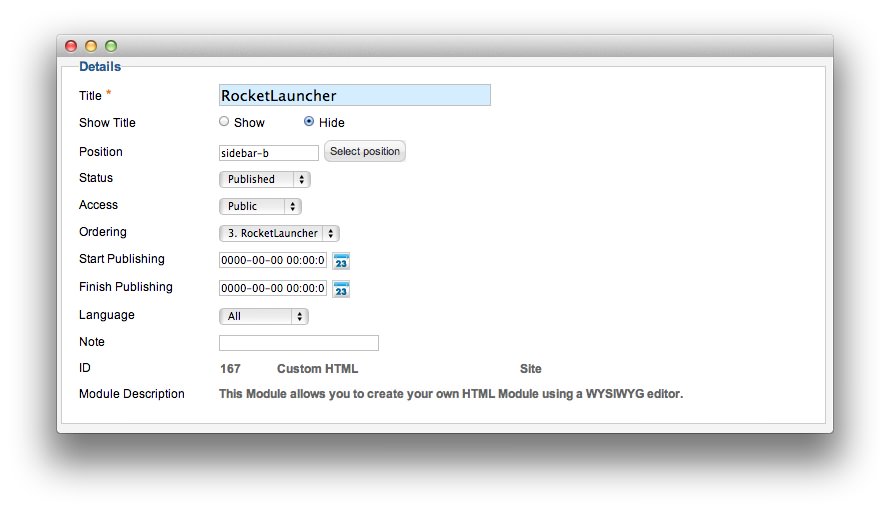 Details
Title * RocketLauncher
Show Title Show Hide
Position sidebar-b Select position
Status Published
Access Public
Ordering 3. RocketLauncher
Start Publishing 0000-00-00 00:00:0 23
Finish Publishing 0000-00-00 00:00:0 23
Language All
Note
ID 167 Custom HTML Site
Module Description This Module allows you to create your own HTML Module using a WYSIWYG editor.